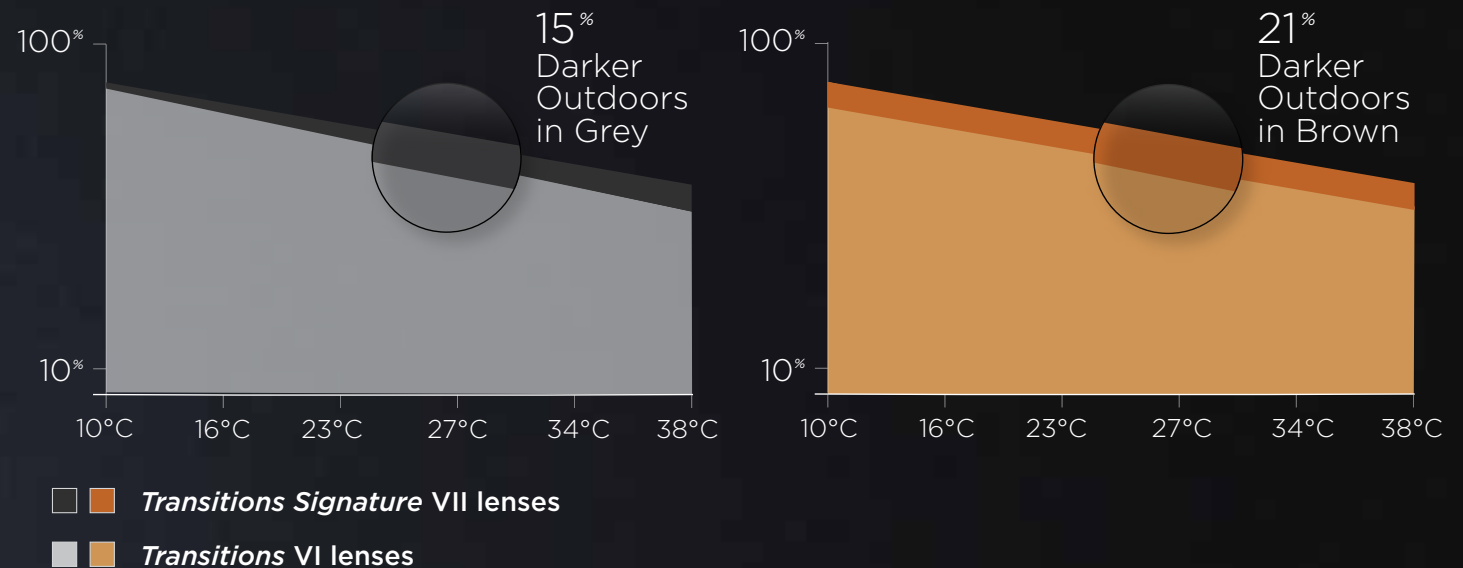 100%
15%
Darker
Outdoors
in Grey
10%
10°C 16°C 23°C 27°C 34°C 38°C
100%
21%
Darker
Outdoors
in Brown
10%
10°C 16°C 23°C 27°C 34°C 38°C
Transitions Signature VII lenses
Transitions VI lenses